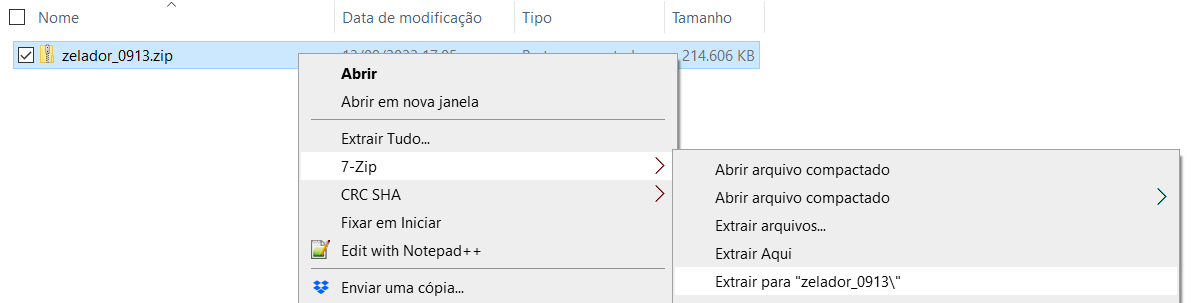 Nome Data de modificação Tipo Tamanho
zelador_0913.zip 214.606 KB
Abrir
Abrir em nova janela
Extrair Tudo...
7-Zip
CRC SHA
Fixar em Iniciar
Edit with Notepad++
Enviar uma cópia...
Abrir arquivo compactado
Abrir arquivo compactado
Extrair arquivos...
Extrair Aqui
Extrair para "zelador_0913\"